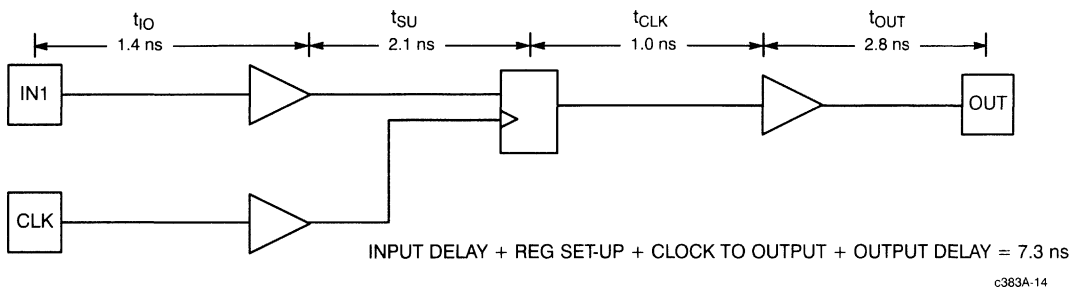 tIO tSU tCLK tOUT
1.4 ns 2.1 ns 1.0 ns 2.8 ns
IN1 OUT
CLK
INPUT DELAY + REG SET-UP + CLOCK TO OUTPUT + OUTPUT DELAY = 7.3 ns
c383A-14